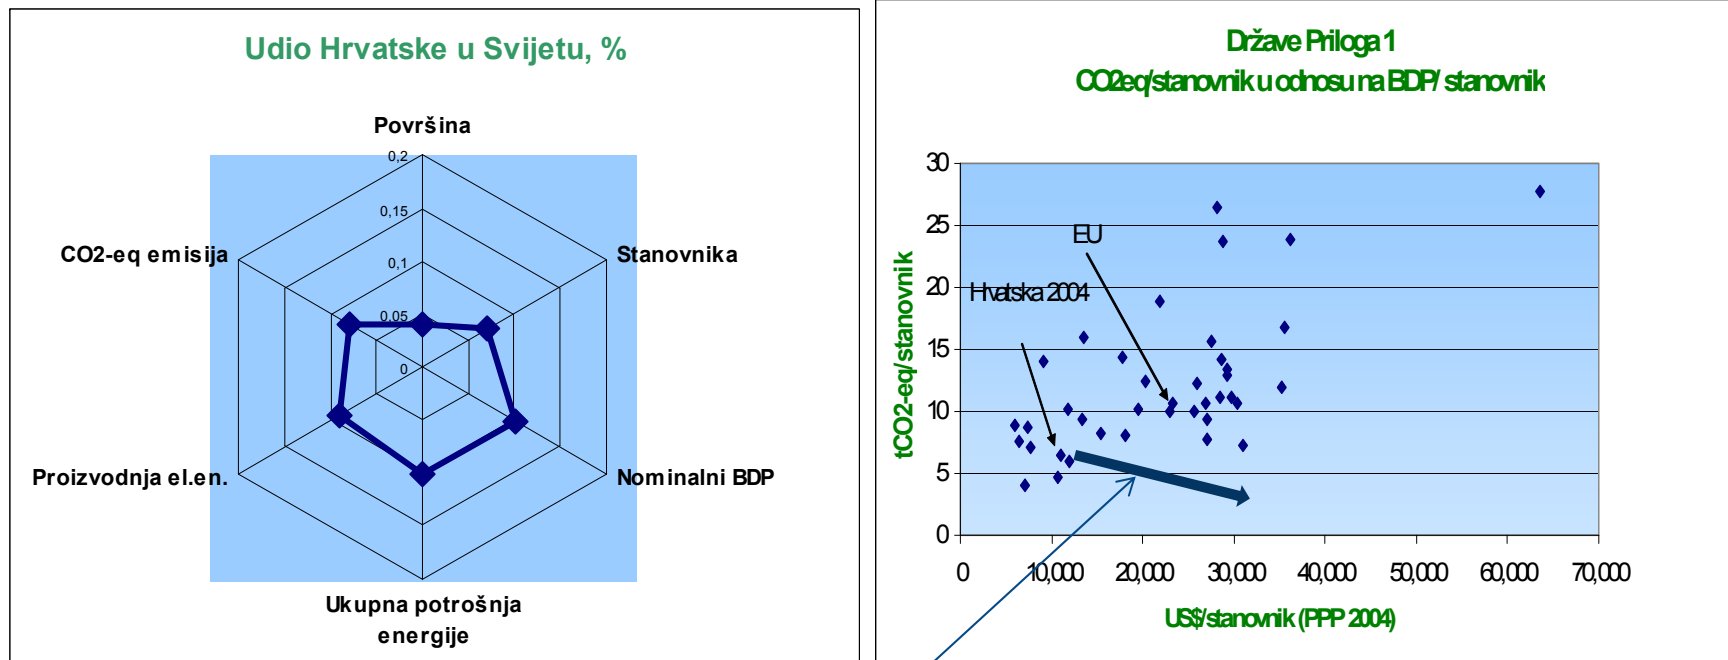 Udio Hrvatske u Svijetu, %
Površina
0,2
0,15
0,1
0,05
0
CO2-eq emisija
Stanovnika
Proizvodnja el.en.
Nominalni BDP
Ukupna potrošnja
energije
Države Priloga 1
CO2eq/stanovnik u odnosu na BDP/ stanovnik
tCO2-eq/stanovnik
30
25
20
15
10
5
0
EU
Hrvatska 2004
0 10,000 20,000 30,000 40,000 50,000 60,000 70,000
US$/stanovnik (PPP 2004)